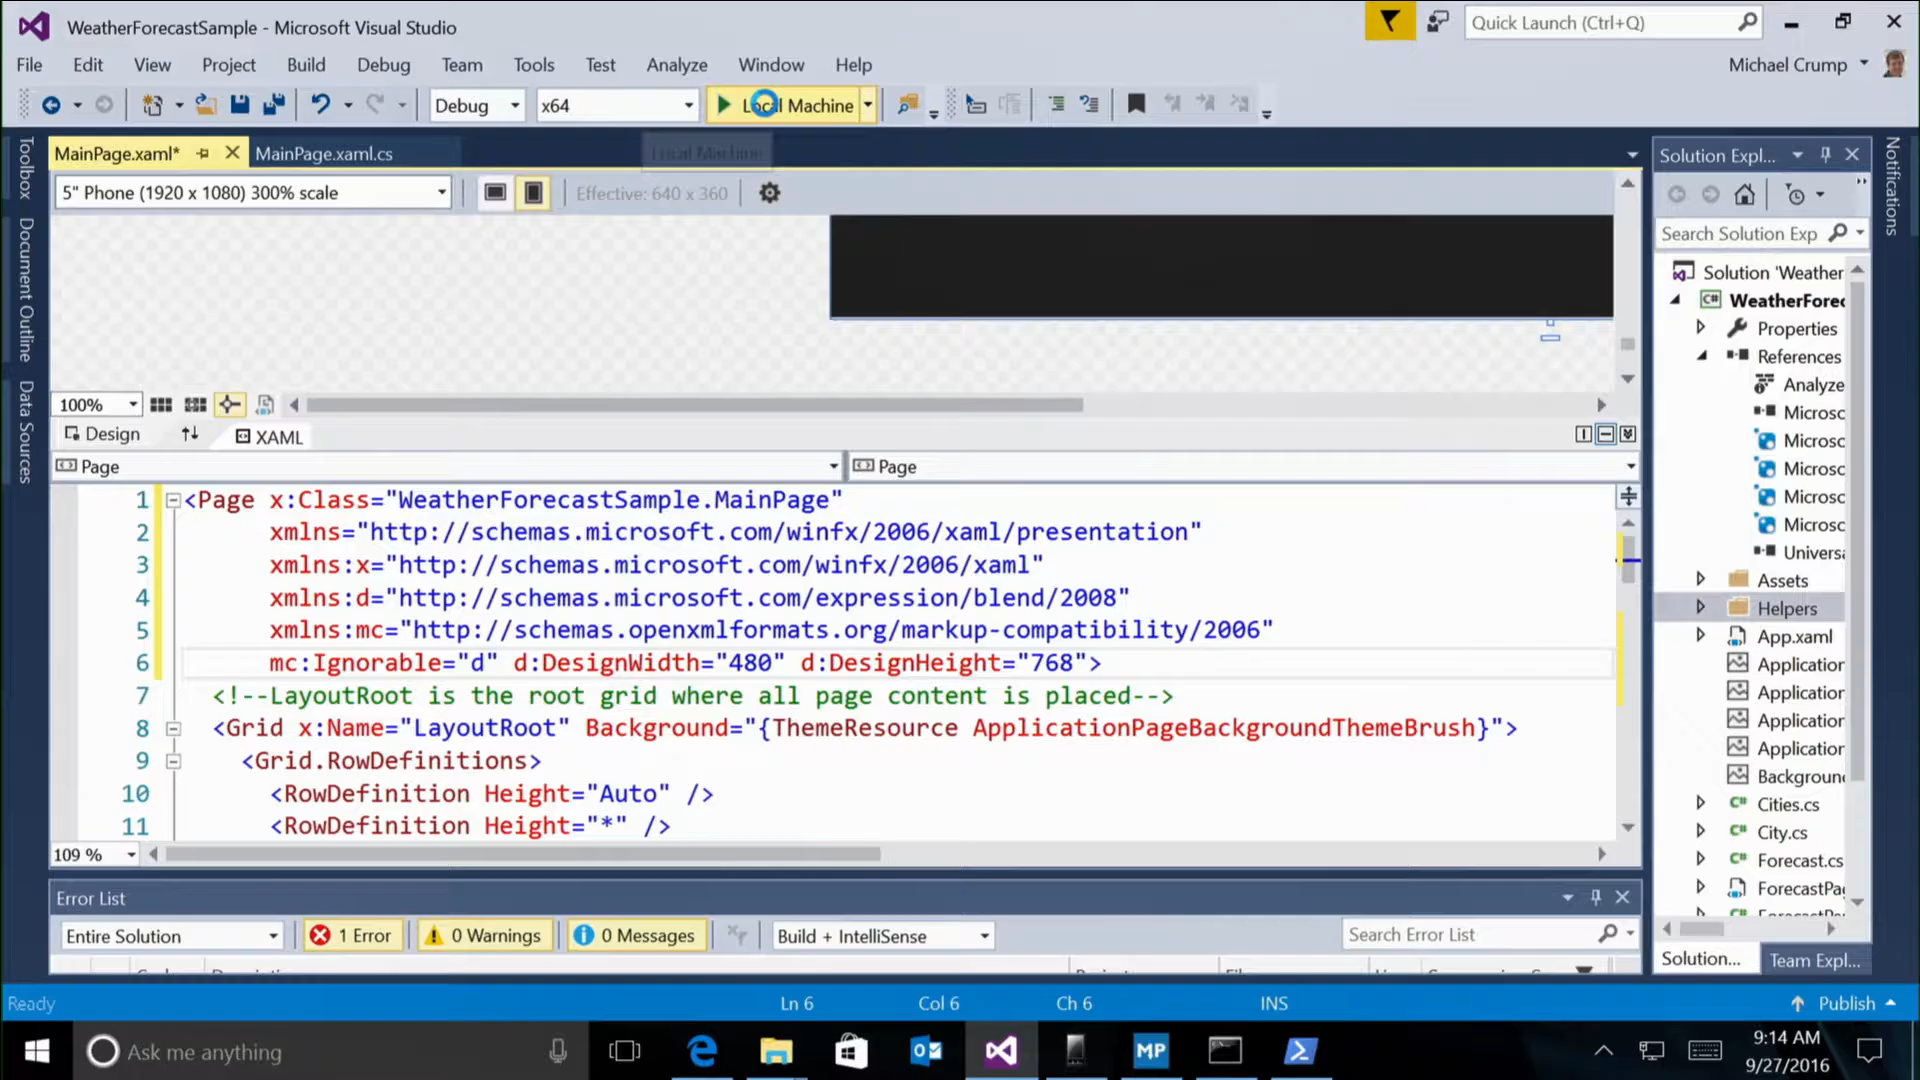 WeatherForecastSample - Microsoft Visual Studio
Quick Launch (Ctrl+Q)
File Edit View Project Build Debug Team Tools Test Analyze Window Help
Michael Crump
Debug x64 Local Machine
MainPage.xaml* MainPage.xaml.cs
Local Machine
Solution Expl...
Toolbox
Document Outline
Data Sources
Notifications
5" Phone (1920 x 1080) 300% scale
Effective: 640 x 360
Search Solution Exp
Solution 'Weather
C# WeatherForec
Properties
References
Analyze
Microsc
Microsc
Microsc
Microsc
Microsc
Universa
Assets
Helpers
App.xaml
Application
Application
Application
Application
Background
C# Cities.cs
C# City.cs
C# Forecast.cs
ForecastPag
100%
Design XAML
Page Page
1 <Page x:Class="WeatherForecastSample.MainPage"
2 xmlns="http://schemas.microsoft.com/winfx/2006/xaml/presentation"
3 xmlns:x="http://schemas.microsoft.com/winfx/2006/xaml"
4 xmlns:d="http://schemas.microsoft.com/expression/blend/2008"
5 xmlns:mc="http://schemas.openxmlformats.org/markup-compatibility/2006"
6 mc:Ignorable="d" d:DesignWidth="480" d:DesignHeight="768">
7 <!--LayoutRoot is the root grid where all page content is placed-->
8 <Grid x:Name="LayoutRoot" Background="{ThemeResource ApplicationPageBackgroundThemeBrush}">
9 <Grid.RowDefinitions>
10 <RowDefinition Height="Auto" />
11 <RowDefinition Height="*" />
109 %
Error List
Entire Solution 1 Error 0 Warnings 0 Messages Build + IntelliSense Search Error List
Solution... Team Expl...
Ready Ln 6 Col 6 Ch 6 INS Publish
Ask me anything
MP
9:14 AM
9/27/2016